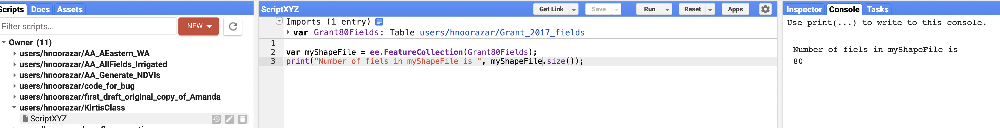 Scripts Docs Assets
Filter scripts... NEW
Owner (11)
users/hnoorazar/AA_AEastern_WA
users/hnoorazar/AA_AllFields_Irrigated
users/hnoorazar/AA_Generate_NDVIs
users/hnoorazar/code_for_bug
users/hnoorazar/first_draft_original_copy_of_Amanda
users/hnoorazar/KirtisClass
ScriptXYZ
ScriptXYZ Get Link Save Run Reset Apps
Imports (1 entry)
var Grant80Fields: Table users/hnoorazar/Grant_2017_fields
1
2 var myShapeFile = ee.FeatureCollection(Grant80Fields);
3 print("Number of fiels in myShapeFile is ", myShapeFile.size());
Inspector Console Tasks
Use print(...) to write to this console.
Number of fiels in myShapeFile is
80